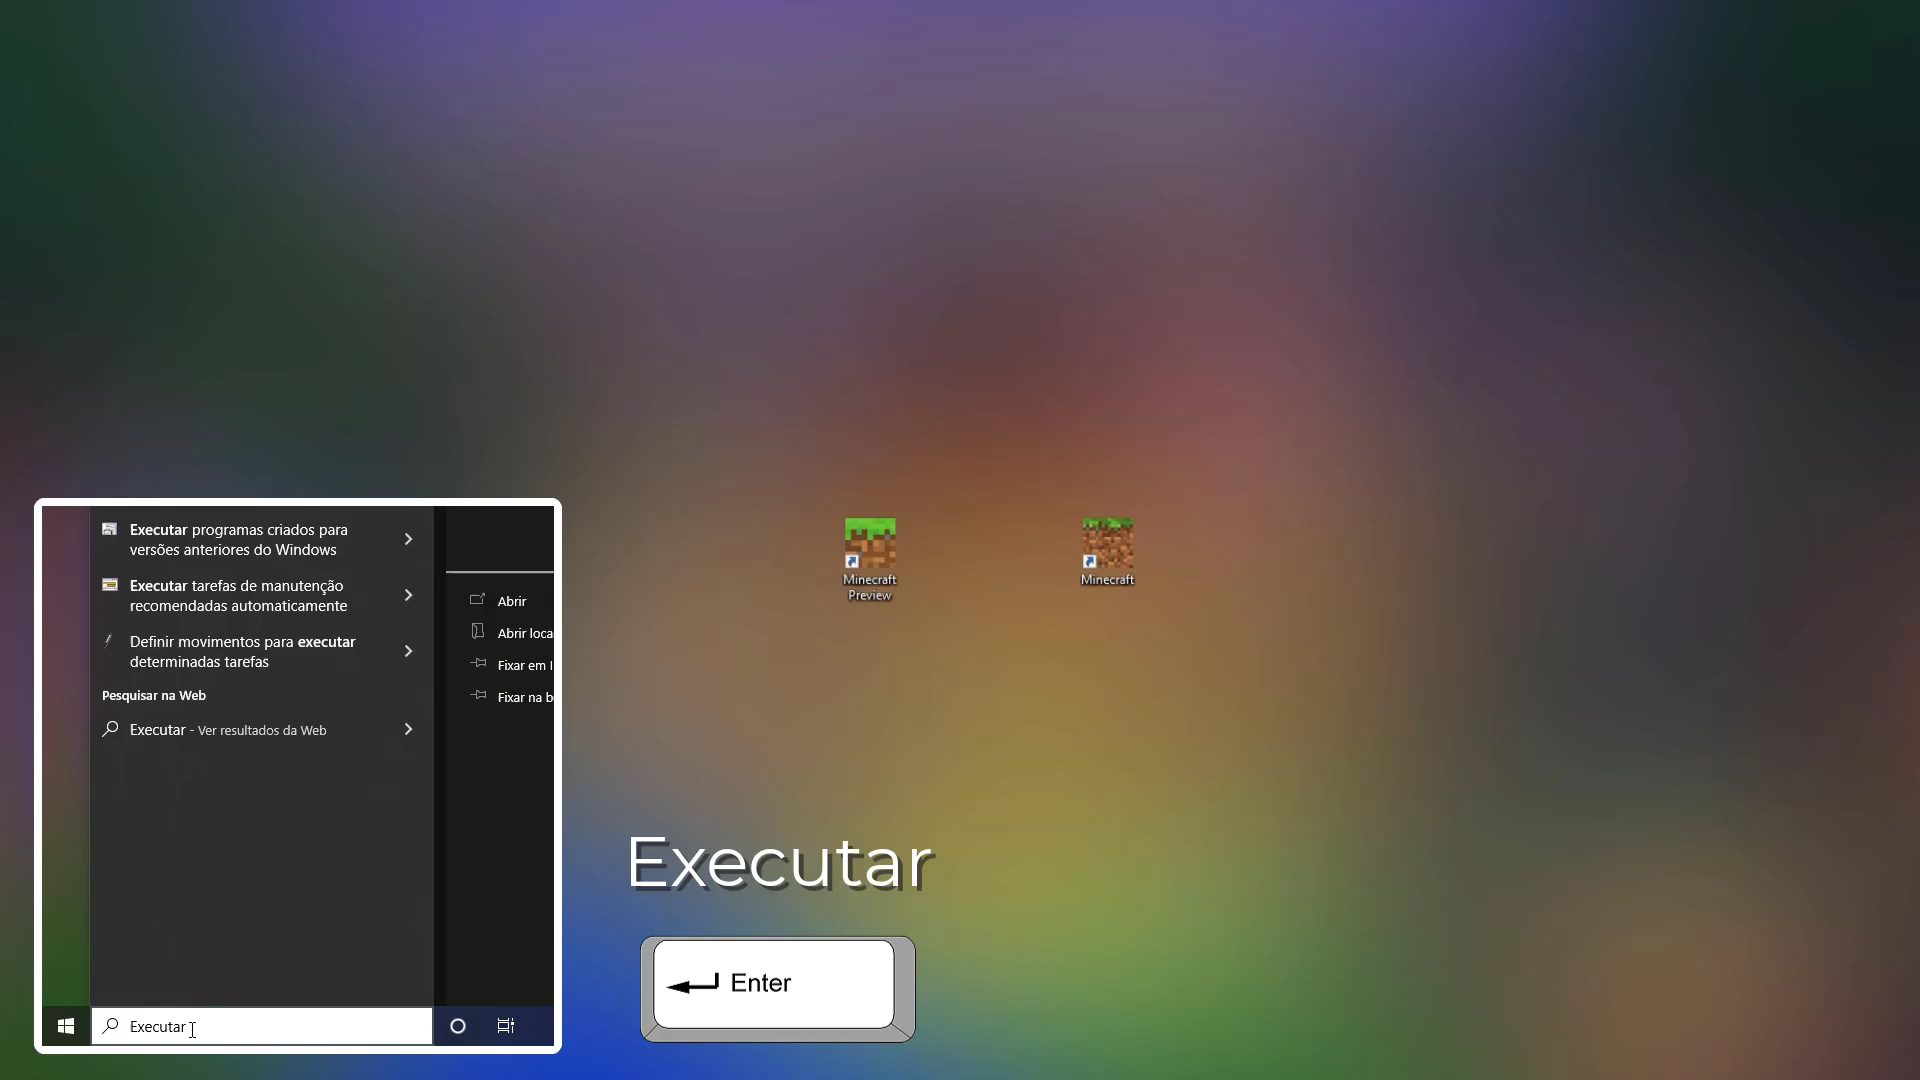 Executar programas criados para
versões anteriores do Windows
Executar tarefas de manutenção
recomendadas automaticamente
Definir movimentos para executar
determinadas tarefas
Pesquisar na Web
Executar - Ver resultados da Web
Abrir
Abrir loca
Fixar em I
Fixar na b
Executar
Minecraft
Preview
Minecraft
Executar
Enter